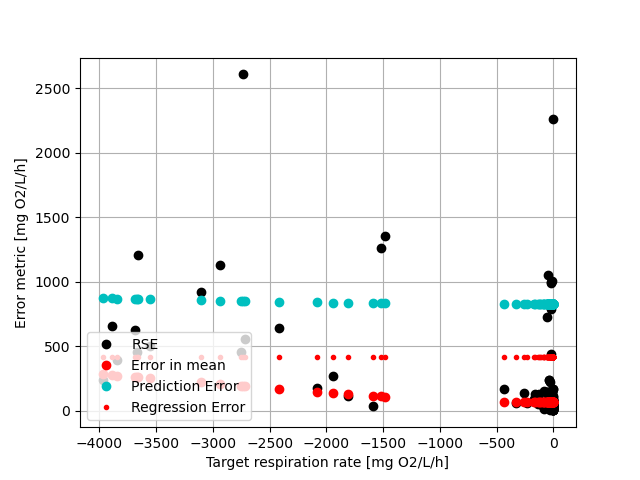 2500
2000
1500
1000
500
0
Error metric [mg O2/L/h]
RSE
Error in mean
Prediction Error
Regression Error
−4000 −3500 −3000 −2500 −2000 −1500 −1000 −500 0
Target respiration rate [mg O2/L/h]